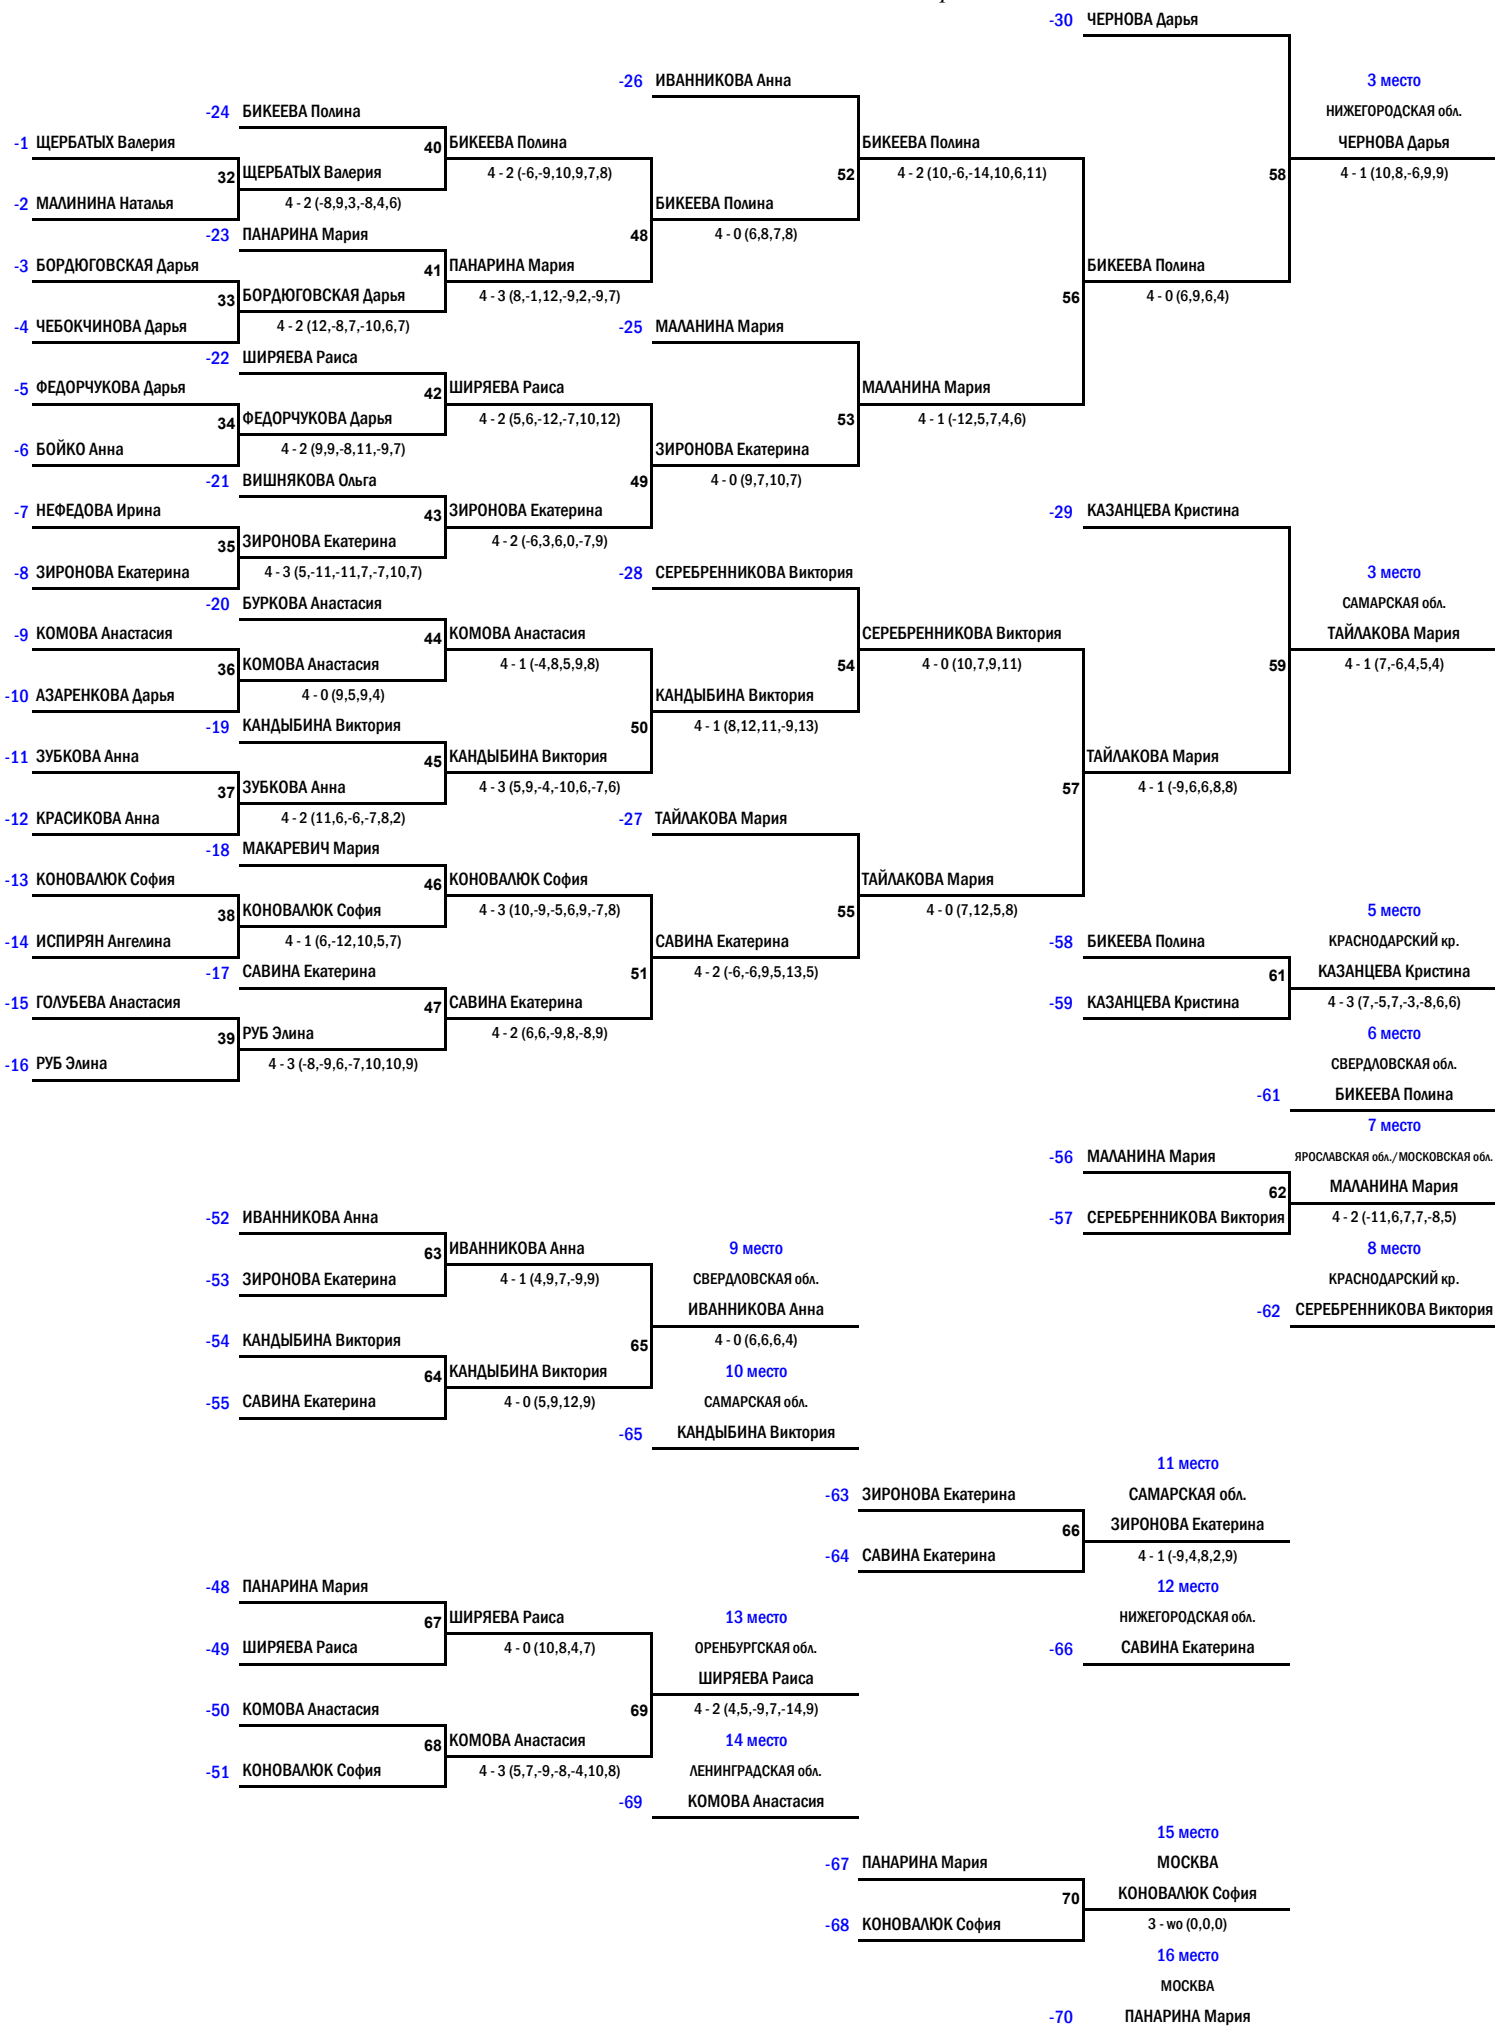 -30 ЧЕРНОВА Дарья
-26 ИВАННИКОВА Анна
3 место
-24 БИКЕЕВА Полина
НИЖЕГОРОДСКАЯ обл.
-1 ЩЕРБАТЫХ Валерия
40 БИКЕЕВА Полина
БИКЕЕВА Полина
ЧЕРНОВА Дарья
32 ЩЕРБАТЫХ Валерия
4 - 2 (-6,-9,10,9,7,8)
52
4 - 2 (10,-6,-14,10,6,11)
58
4 - 1 (10,8,-6,9,9)
-2 МАЛИНИНА Наталья
4 - 2 (-8,9,3,-8,4,6)
БИКЕЕВА Полина
-23 ПАНАРИНА Мария
48
4 - 0 (6,8,7,8)
-3 БОРДЮГОВСКАЯ Дарья
41 ПАНАРИНА Мария
БИКЕЕВА Полина
33 БОРДЮГОВСКАЯ Дарья
4 - 3 (8,-1,12,-9,2,-9,7)
56
4 - 0 (6,9,6,4)
-4 ЧЕБОКЧИНОВА Дарья
4 - 2 (12,-8,7,-10,6,7)
-25 МАЛАНИНА Мария
-22 ШИРЯЕВА Раиса
-5 ФЕДОРЧУКОВА Дарья
42 ШИРЯЕВА Раиса
МАЛАНИНА Мария
34 ФЕДОРЧУКОВА Дарья
4 - 2 (5,6,-12,-7,10,12)
53
4 - 1 (-12,5,7,4,6)
-6 БОЙКО Анна
4 - 2 (9,9,-8,11,-9,7)
ЗИРОНОВА Екатерина
-21 ВИШНЯКОВА Ольга
49
4 - 0 (9,7,10,7)
-7 НЕФЕДОВА Ирина
43 ЗИРОНОВА Екатерина
-29 КАЗАНЦЕВА Кристина
35 ЗИРОНОВА Екатерина
4 - 2 (-6,3,6,0,-7,9)
-8 ЗИРОНОВА Екатерина
4 - 3 (5,-11,-11,7,-7,10,7)
-28 СЕРЕБРЕННИКОВА Виктория
3 место
-20 БУРКОВА Анастасия
САМАРСКАЯ обл.
-9 КОМОВА Анастасия
44 КОМОВА Анастасия
СЕРЕБРЕННИКОВА Виктория
ТАЙЛАКОВА Мария
36 КОМОВА Анастасия
4 - 1 (-4,8,5,9,8)
54
4 - 0 (10,7,9,11)
59
4 - 1 (7,-6,4,5,4)
-10 АЗАРЕНКОВА Дарья
4 - 0 (9,5,9,4)
КАНДЫБИНА Виктория
-19 КАНДЫБИНА Виктория
50
4 - 1 (8,12,11,-9,13)
-11 ЗУБКОВА Анна
45 КАНДЫБИНА Виктория
ТАЙЛАКОВА Мария
37 ЗУБКОВА Анна
4 - 3 (5,9,-4,-10,6,-7,6)
57
4 - 1 (-9,6,6,8,8)
-12 КРАСИКОВА Анна
4 - 2 (11,6,-6,-7,8,2)
-27 ТАЙЛАКОВА Мария
-18 МАКАРЕВИЧ Мария
-13 КОНОВАЛЮК София
46 КОНОВАЛЮК София
ТАЙЛАКОВА Мария
38 КОНОВАЛЮК София
4 - 3 (10,-9,-5,6,9,-7,8)
55
4 - 0 (7,12,5,8)
5 место
-14 ИСПИРЯН Ангелина
4 - 1 (6,-12,10,5,7)
САВИНА Екатерина
-58 БИКЕЕВА Полина
КРАСНОДАРСКИЙ кр.
-17 САВИНА Екатерина
51
4 - 2 (-6,-6,9,5,13,5)
61
КАЗАНЦЕВА Кристина
-15 ГОЛУБЕВА Анастасия
47 САВИНА Екатерина
-59 КАЗАНЦЕВА Кристина
4 - 3 (7,-5,7,-3,-8,6,6)
39 РУБ Элина
4 - 2 (6,6,-9,8,-8,9)
6 место
-16 РУБ Элина
4 - 3 (-8,-9,6,-7,10,10,9)
СВЕРДЛОВСКАЯ обл.
-61 БИКЕЕВА Полина
7 место
-56 МАЛАНИНА Мария
ЯРОСЛАВСКАЯ обл./МОСКОВСКАЯ обл.
62 МАЛАНИНА Мария
-52 ИВАННИКОВА Анна
-57 СЕРЕБРЕННИКОВА Виктория
4 - 2 (-11,6,7,7,-8,5)
63 ИВАННИКОВА Анна
9 место
8 место
-53 ЗИРОНОВА Екатерина
4 - 1 (4,9,7,-9,9)
СВЕРДЛОВСКАЯ обл.
КРАСНОДАРСКИЙ кр.
ИВАННИКОВА Анна
-62 СЕРЕБРЕННИКОВА Виктория
-54 КАНДЫБИНА Виктория
65
4 - 0 (6,6,6,4)
64 КАНДЫБИНА Виктория
10 место
-55 САВИНА Екатерина
4 - 0 (5,9,12,9)
САМАРСКАЯ обл.
-65 КАНДЫБИНА Виктория
11 место
-63 ЗИРОНОВА Екатерина
САМАРСКАЯ обл.
66 ЗИРОНОВА Екатерина
-64 САВИНА Екатерина
4 - 1 (-9,4,8,2,9)
-48 ПАНАРИНА Мария
12 место
67 ШИРЯЕВА Раиса
13 место
НИЖЕГОРОДСКАЯ обл.
-49 ШИРЯЕВА Раиса
4 - 0 (10,8,4,7)
ОРЕНБУРГСКАЯ обл.
-66 САВИНА Екатерина
ШИРЯЕВА Раиса
-50 КОМОВА Анастасия
69
4 - 2 (4,5,-9,7,-14,9)
68 КОМОВА Анастасия
14 место
-51 КОНОВАЛЮК София
4 - 3 (5,7,-9,-8,-4,10,8)
ЛЕНИНГРАДСКАЯ обл.
-69 КОМОВА Анастасия
15 место
-67 ПАНАРИНА Мария
МОСКВА
70 КОНОВАЛЮК София
-68 КОНОВАЛЮК София
3 - wo (0,0,0)
16 место
МОСКВА
-70 ПАНАРИНА Мария